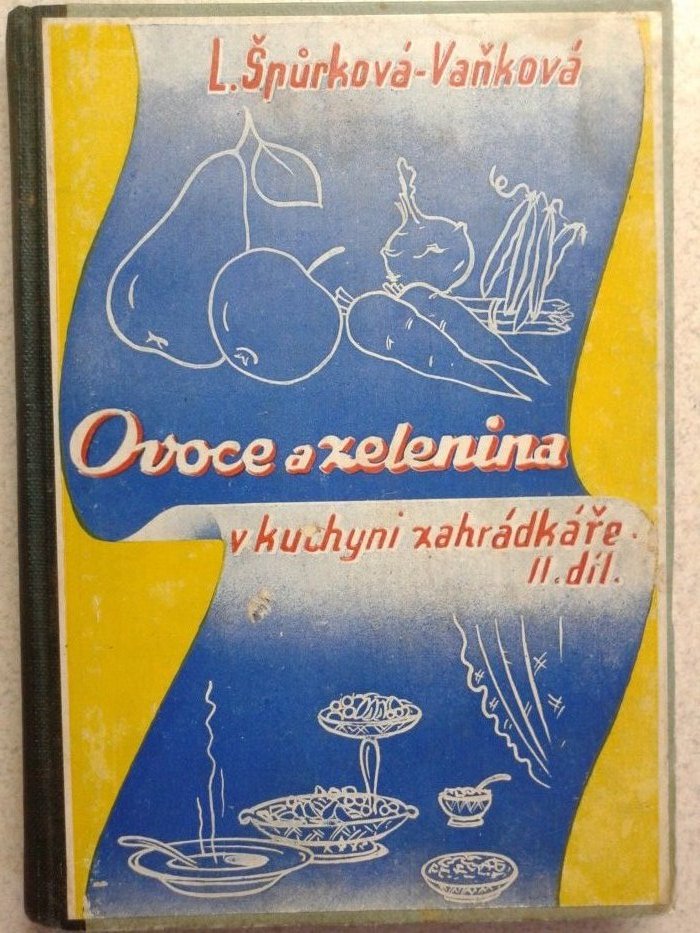 L. Špůrková-Vaňková
Ovoce a zelenina
v kuchyni zahrádkáře.
II. díl.